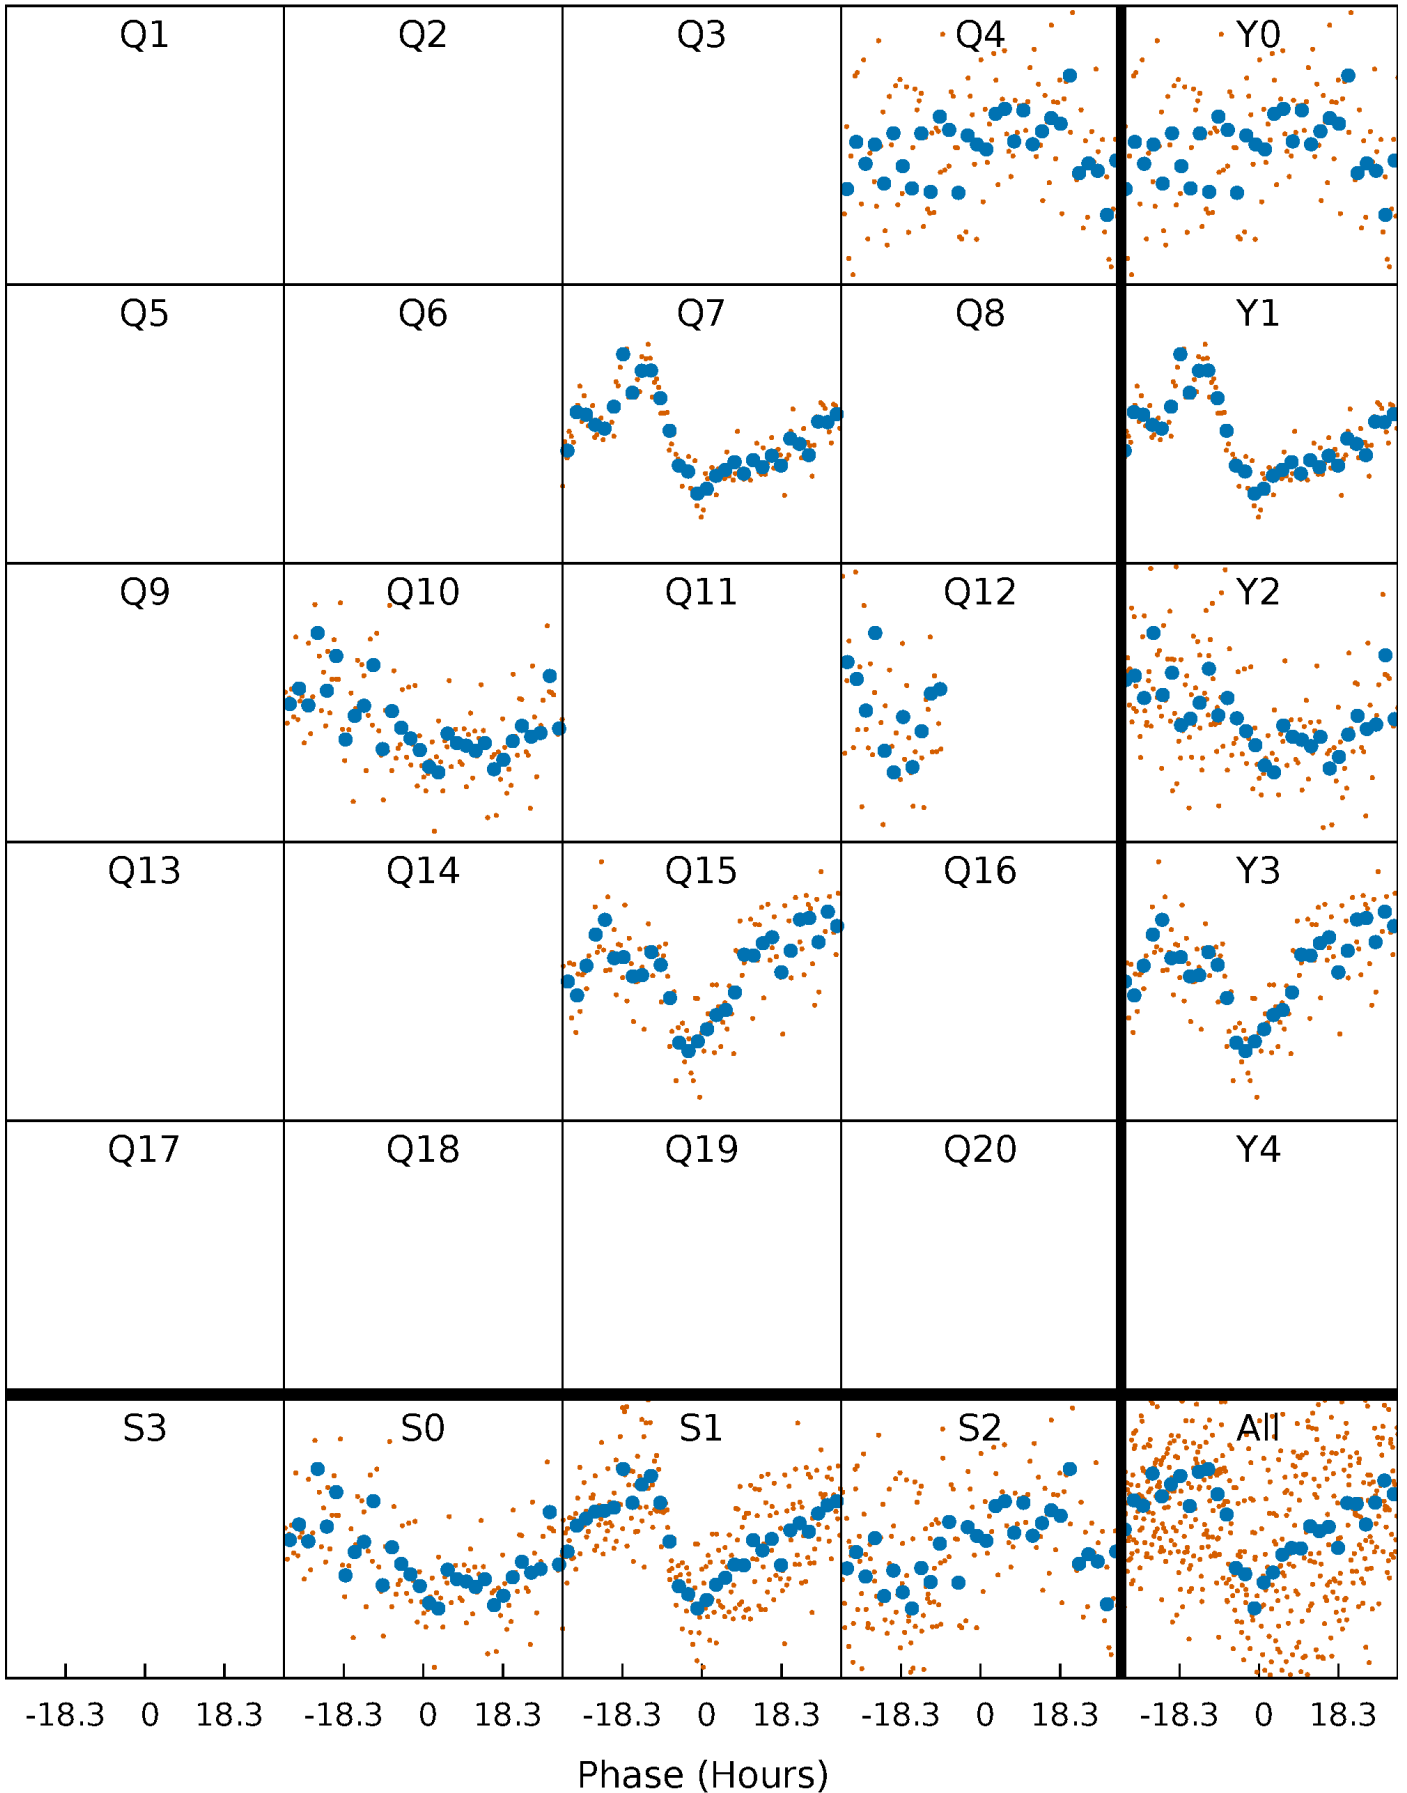 Q1 Q2 Q3 Q4 Y0
Q5 Q6 Q7 Q8 Y1
Q9 Q10 Q11 Q12 Y2
Q13 Q14 Q15 Q16 Y3
Q17 Q18 Q19 Q20 Y4
S3 S0 S1 S2 All
-18.3 0 18.3 -18.3 0 18.3 -18.3 0 18.3 -18.3 0 18.3 -18.3 0 18.3
Phase (Hours)